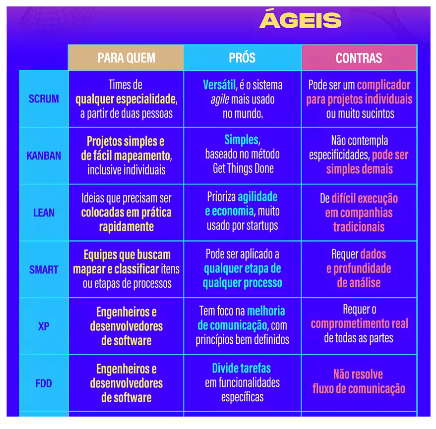 ÁGEIS
PARA QUEM
PRÓS
CONTRAS
SCRUM
Times de
qualquer especialidade,
a partir de duas pessoas
Versátil, é o sistema
agile mais usado
no mundo.
Pode ser um complicador
para projetos individuais
ou muito sucintos
KANBAN
Projetos simples e
de fácil mapeamento,
inclusive individuais
Simples,
baseado no método
Get Things Done
Não contempla
especificidades, pode ser
simples demais
LEAN
Ideias que precisam ser
colocadas em prática
rapidamente
Prioriza agilidade
e economia, muito
usado por startups
De difícil execução
em companhias
tradicionais
SMART
Equipes que buscam
mapear e classificar itens
ou etapas de processos
Pode ser aplicado a
qualquer etapa de
qualquer processo
Requer dados
e profundidade
de análise
XP
Engenheiros e
desenvolvedores
de software
Tem foco na melhoria
de comunicação, com
princípios bem definidos
Requer o
comprometimento real
de todas as partes
FDD
Engenheiros e
desenvolvedores
de software
Divide tarefas
em funcionalidades
específicas
Não resolve
fluxo de comunicação